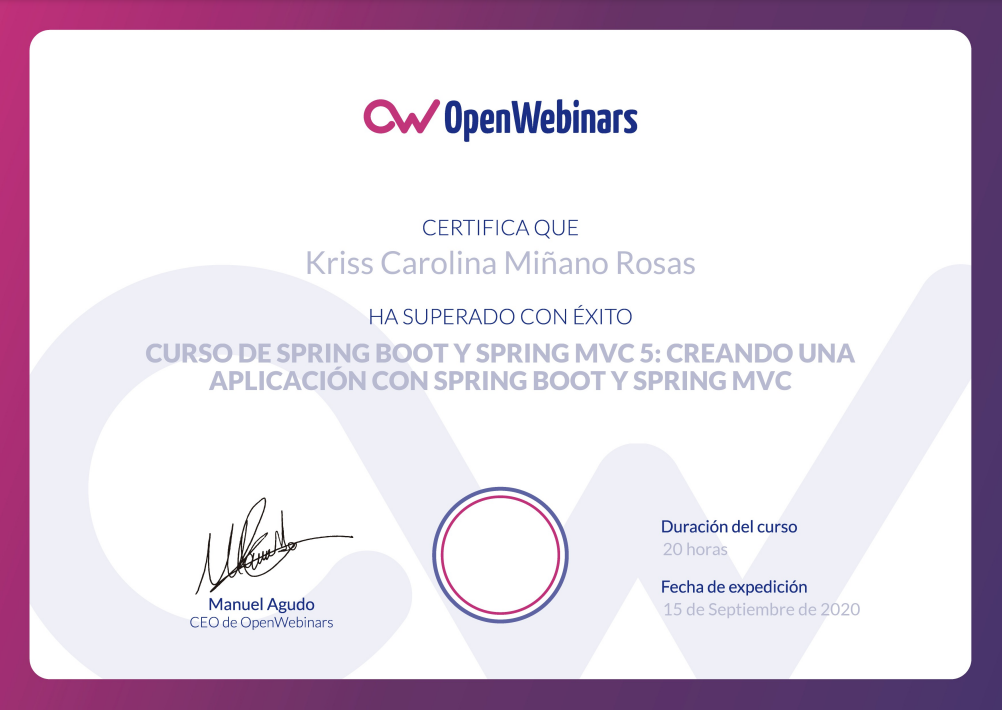 OpenWebinars
CERTIFICA QUE
Kriss Carolina Miñano Rosas
HA SUPERADO CON ÉXITO
CURSO DE SPRING BOOT Y SPRING MVC 5: CREANDO UNA
APLICACIÓN CON SPRING BOOT Y SPRING MVC
Manuel Agudo
CEO de OpenWebinars
Duración del curso
20 horas
Fecha de expedición
15 de Septiembre de 2020